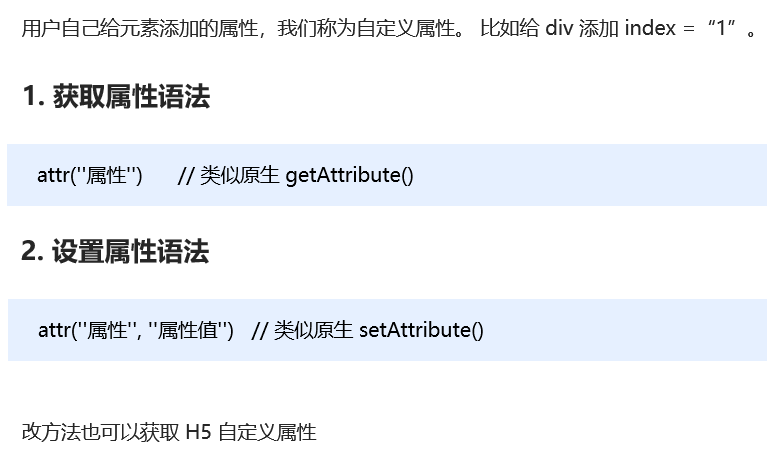 用户自己给元素添加的属性，我们称为自定义属性。 比如给 div 添加 index =“1”。
1. 获取属性语法
attr(''属性'') // 类似原生 getAttribute()
2. 设置属性语法
attr(''属性'', ''属性值'') // 类似原生 setAttribute()
改方法也可以获取 H5 自定义属性